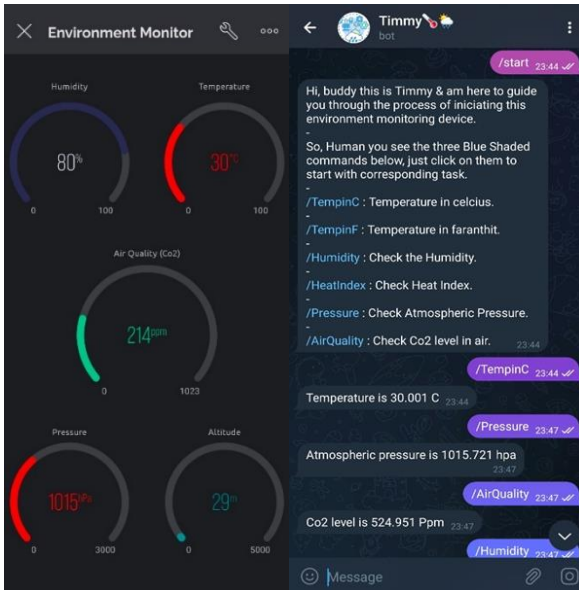 Environment Monitor
Humidity
80%
0 100
Temperature
30°C
0 100
Air Quality (Co2)
214ppm
0 1023
Pressure
1015hPs
0 3000
Altitude
29m
0 5000
Timmy
bot
/start 23:44
Hi, buddy this is Timmy & am here to guide
you through the process of iniciating this
environment monitoring device.
-
So, Human you see the three Blue Shaded
commands below, just click on them to
start with corresponding task.
-
/TempinC : Temperature in celcius.
-
/TempinF : Temperature in faranthit.
-
/Humidity : Check the Humidity.
-
/HeatIndex : Check Heat Index.
-
/Pressure : Check Atmospheric Pressure.
-
/AirQuality : Check Co2 level in air. 23:44
/TempinC 23:44
Temperature is 30.001 C 23:44
/Pressure 23:47
Atmospheric pressure is 1015.721 hpa
23:47
/AirQuality 23:47
Co2 level is 524.951 Ppm 23:47
/Humidity 23:47
Message